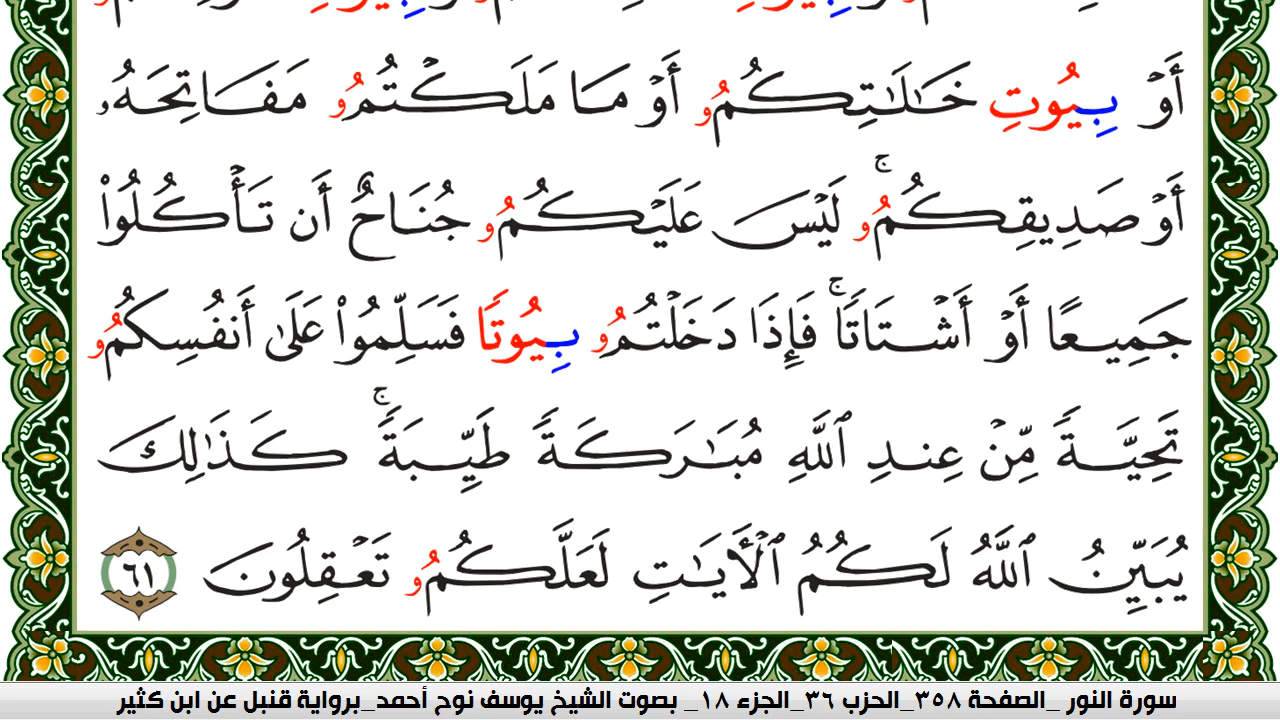 أَوْ بِيُوتِ خَـٰلَـٰتِكُمُۥ أَوْ مَا مَلَكْتُمُۥ مَفَاتِحَهُۥ
أَوْ صَدِيقِكُمُۥ ۚ لَيْسَ عَلَيْكُمُۥ جُنَاحٌ أَن تَأْكُلُوا۟
جَمِيعًا أَوْ أَشْتَاتًا ۚ فَإِذَا دَخَلْتُمُۥ بِيُوتًا فَسَلِّمُوا۟ عَلَىٰ أَنفُسِكُمُۥ
تَحِيَّةً مِّنْ عِندِ ٱللَّهِ مُبَـٰرَكَةً طَيِّبَةً ۚ كَذَٰلِكَ
يُبَيِّنُ ٱللَّهُ لَكُمُ ٱلْأَيَـٰتِ لَعَلَّكُمُۥ تَعْقِلُونَ ٦١
سورة النور _الصفحة ٣٥٨_الحزب ٣٦_الجزء ١٨_ بصوت الشيخ يوسف نوح أحمد_برواية قنبل عن ابن كثير